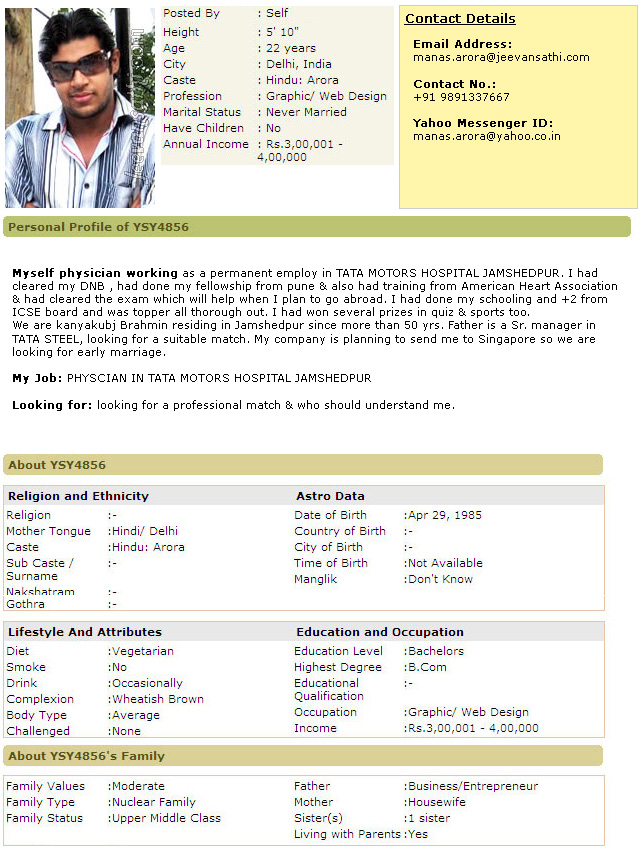 Posted By : Self
Height : 5' 10"
Age : 22 years
City : Delhi, India
Caste : Hindu: Arora
Profession : Graphic/ Web Design
Marital Status : Never Married
Have Children : No
Annual Income : Rs.3,00,001 -
4,00,000
Contact Details
Email Address:
manas.arora@jeevansathi.com
Contact No.:
+91 9891337667
Yahoo Messenger ID:
manas.arora@yahoo.co.in
Personal Profile of YSY4856
Myself physician working as a permanent employ in TATA MOTORS HOSPITAL JAMSHEDPUR. I had
cleared my DNB , had done my fellowship from pune & also had training from American Heart Association
& had cleared the exam which will help when I plan to go abroad. I had done my schooling and +2 from
ICSE board and was topper all thorough out. I had won several prizes in quiz & sports too.
We are kanyakubj Brahmin residing in Jamshedpur since more than 50 yrs. Father is a Sr. manager in
TATA STEEL, looking for a suitable match. My company is planning to send me to Singapore so we are
looking for early marriage.
My Job: PHYSCIAN IN TATA MOTORS HOSPITAL JAMSHEDPUR
Looking for: looking for a professional match & who should understand me.
About YSY4856
Religion and Ethnicity
Religion :-
Mother Tongue :Hindi/ Delhi
Caste :Hindu: Arora
Sub Caste / :-
Surname
Nakshatram :-
Gothra :-
Astro Data
Date of Birth :Apr 29, 1985
Country of Birth :-
City of Birth :-
Time of Birth :Not Available
Manglik :Don't Know
Lifestyle And Attributes
Diet :Vegetarian
Smoke :No
Drink :Occasionally
Complexion :Wheatish Brown
Body Type :Average
Challenged :None
Education and Occupation
Education Level :Bachelors
Highest Degree :B.Com
Educational :-
Qualification
Occupation :Graphic/ Web Design
Income :Rs.3,00,001 - 4,00,000
About YSY4856's Family
Family Values :Moderate
Family Type :Nuclear Family
Family Status :Upper Middle Class
Father :Business/Entrepreneur
Mother :Housewife
Sister(s) :1 sister
Living with Parents :Yes